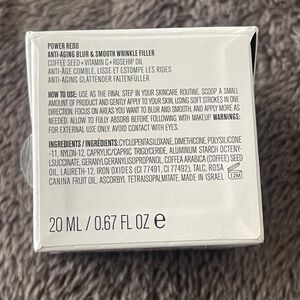 POWER REDO
ANTI-AGING BLUR & SMOOTH WRINKLE FILLER
COFFEE SEED + VITAMIN C + ROSEHIP OIL
ANTI-ÂGE COMBLE, LISSE ET ESTOMPE LES RIDES
ANTI-AGING GLÄTTENDER FALTENFÜLLER
HOW TO USE: USE AS THE FINAL STEP IN YOUR SKINCARE ROUTINE. SCOOP A SMALL
AMOUNT OF PRODUCT AND GENTLY APPLY TO YOUR SKIN, USING SOFT STROKES IN ONE
DIRECTION. FOCUS ON AREAS YOU WANT TO BLUR AND SMOOTH, AND APPLY MORE AS
NEEDED. ALLOW TO FULLY ABSORB BEFORE FOLLOWING WITH MAKEUP. WARNINGS:
FOR EXTERNAL USE ONLY. AVOID CONTACT WITH EYES.
INGREDIENTS / INGRÉDIENTS: CYCLOPENTASILOXANE, DIMETHICONE, POLYSILICONE
-11, NYLON-12, CAPRYLIC/CAPRIC TRIGLYCERIDE, ALUMINUM STARCH OCTENY-
LSUCCINATE, GERANYLGERANYLISOPROPANOL, COFFEA ARABICA (COFFEE) SEED
OIL, LAURETH-12, IRON OXIDES (CI 77491, CI 77492), TALC, ROSA
CANINA FRUIT OIL, ASCORBYL TETRAISOPALMITATE. MADE IN ISRAEL
12M
20 ML / 0.67 FL OZ e